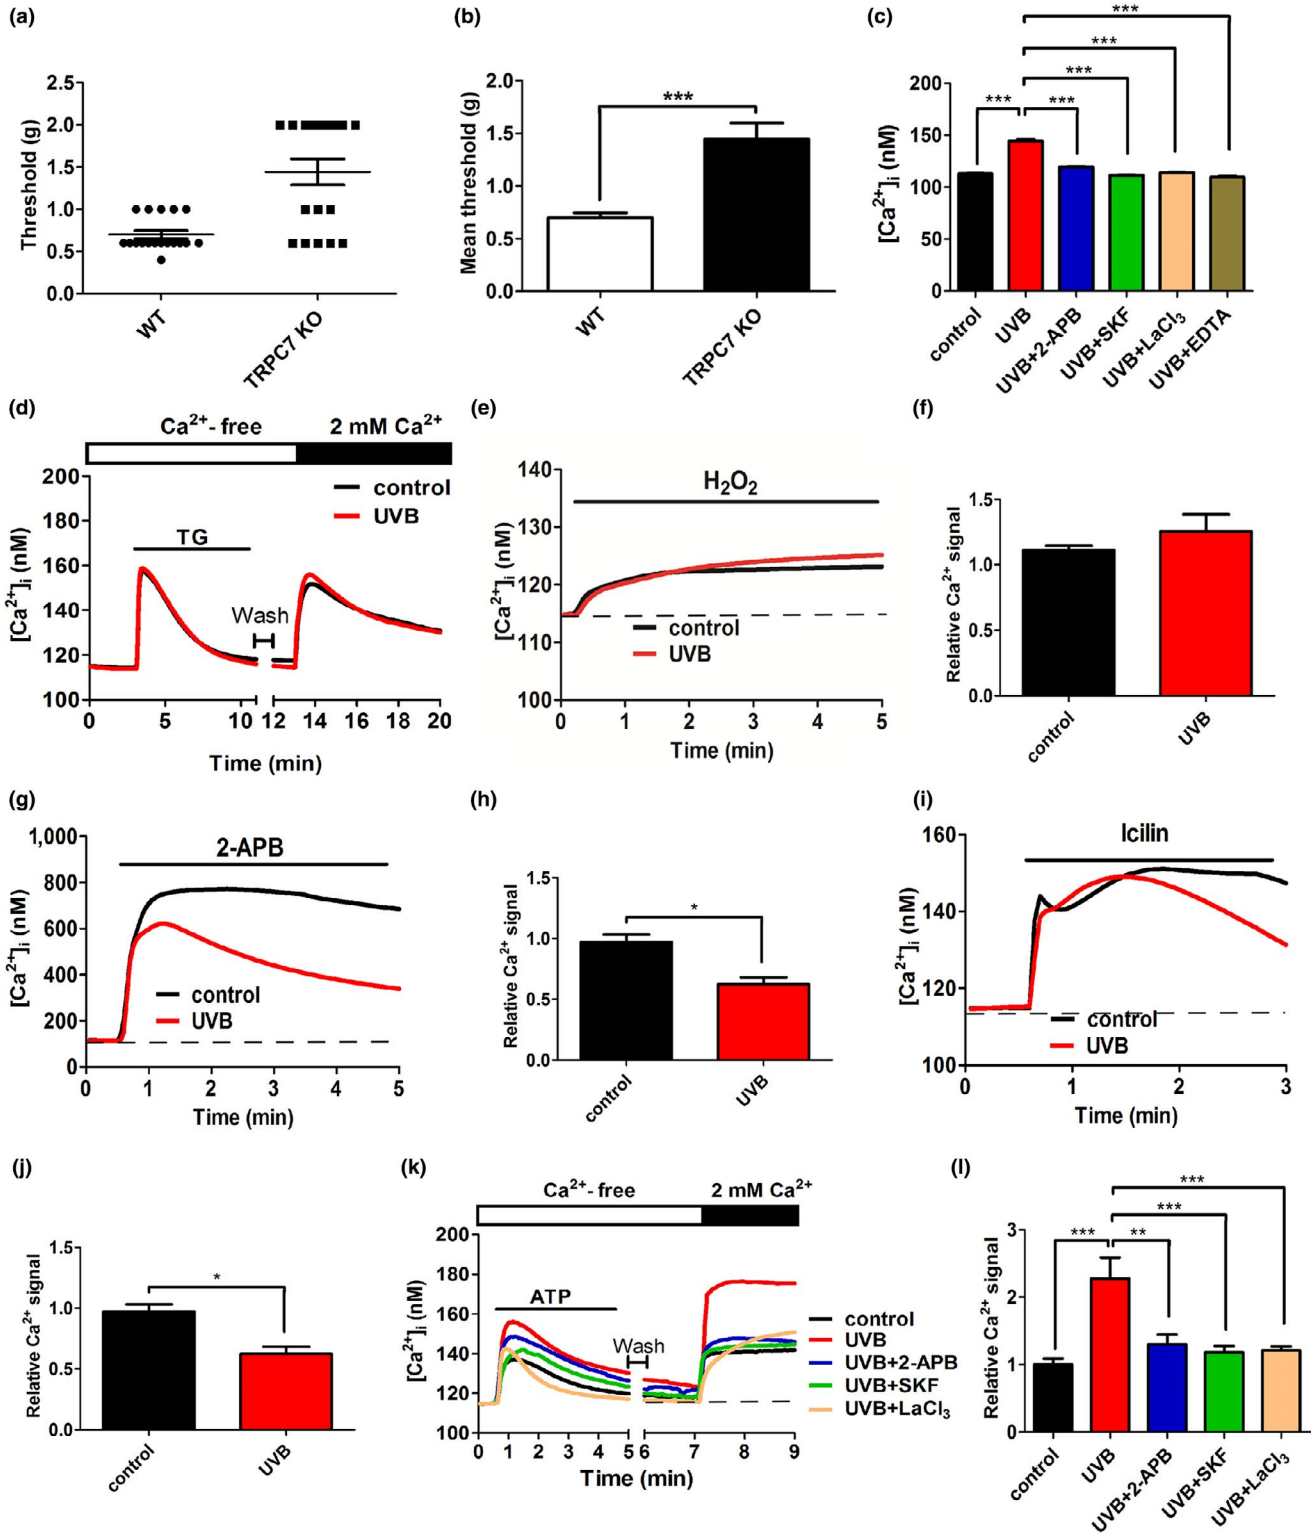 (a)
Threshold (g)
2.5
2.0
1.5
1.0
0.5
0.0
WT
TRPC7 KO
(b)
Mean threshold (g)
2.0
1.5
1.0
0.5
0.0
***
WT
TRPC7 KO
(c)
[Ca²⁺]ᵢ (nM)
200
150
100
50
0
***
***
***
***
***
control
UVB
UVB+2-APB
UVB+SKF
UVB+LaCl₃
UVB+EDTA
(d)
Ca²⁺- free
2 mM Ca²⁺
[Ca²⁺]ᵢ (nM)
200
180
160
140
120
100
control
UVB
TG
Wash
0 5 10 12 14 16 18 20
Time (min)
(e)
[Ca²⁺]ᵢ (nM)
140
130
120
110
100
H₂O₂
control
UVB
0 1 2 3 4 5
Time (min)
(f)
Relative Ca²⁺ signal
1.5
1.0
0.5
0.0
control
UVB
(g)
[Ca²⁺]ᵢ (nM)
1,000
800
600
400
200
0
2-APB
control
UVB
0 1 2 3 4 5
Time (min)
(h)
Relative Ca²⁺ signal
1.5
1.0
0.5
0.0
*
control
UVB
(i)
[Ca²⁺]ᵢ (nM)
160
140
120
100
Icilin
control
UVB
0 1 2 3
Time (min)
(j)
Relative Ca²⁺ signal
1.5
1.0
0.5
0.0
*
control
UVB
(k)
Ca²⁺- free
2 mM Ca²⁺
[Ca²⁺]ᵢ (nM)
200
180
160
140
120
100
ATP
Wash
control
UVB
UVB+2-APB
UVB+SKF
UVB+LaCl₃
0 1 2 3 4 5 6 7 8 9
Time (min)
(l)
Relative Ca²⁺ signal
3
2
1
0
***
***
***
**
control
UVB
UVB+2-APB
UVB+SKF
UVB+LaCl₃